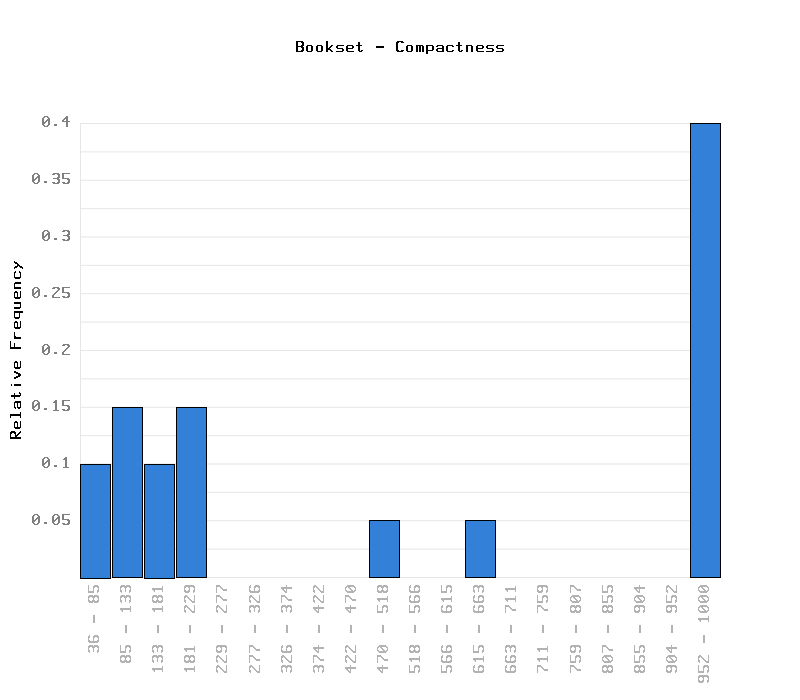 Bookset - Compactness
0.4
0.35
0.3
0.25
0.2
0.15
0.1
0.05
Relative Frequency
36 - 85
85 - 133
133 - 181
181 - 229
229 - 277
277 - 326
326 - 374
374 - 422
422 - 470
470 - 518
518 - 566
566 - 615
615 - 663
663 - 711
711 - 759
759 - 807
807 - 855
855 - 904
904 - 952
952 - 1000